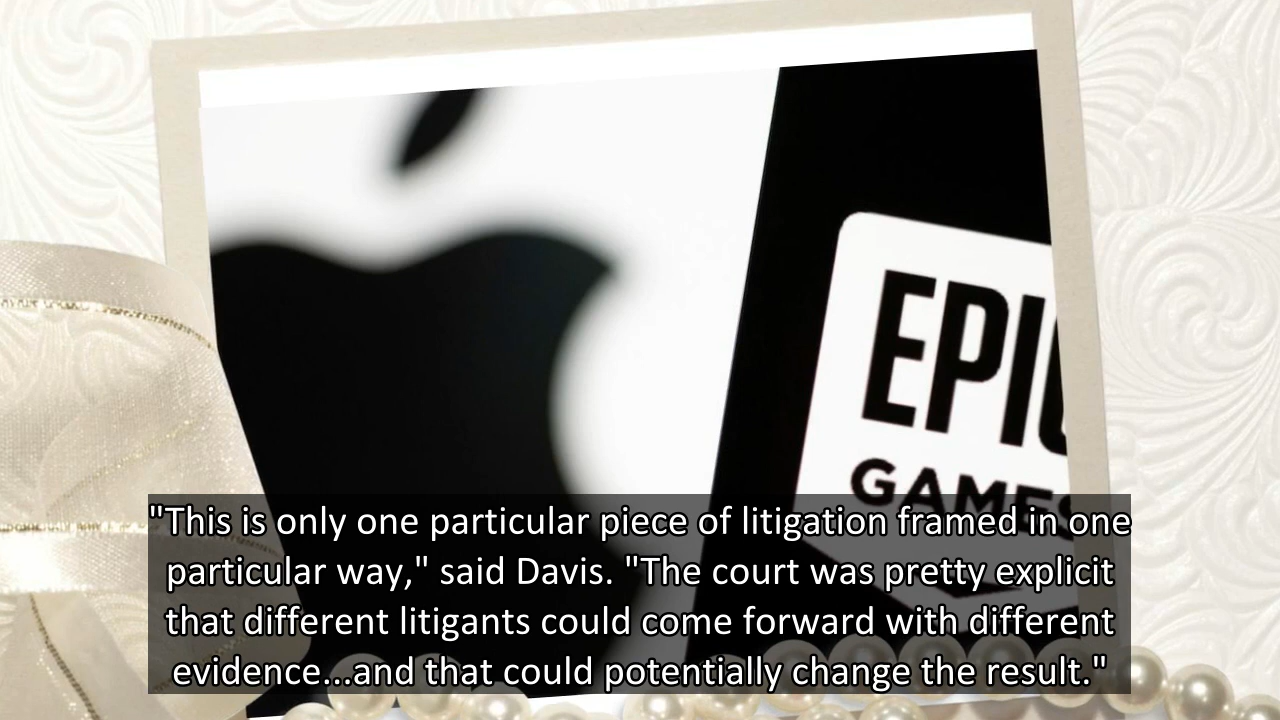 EPIC
GAMES
"This is only one particular piece of litigation framed in one
particular way," said Davis. "The court was pretty explicit
that different litigants could come forward with different
evidence...and that could potentially change the result."